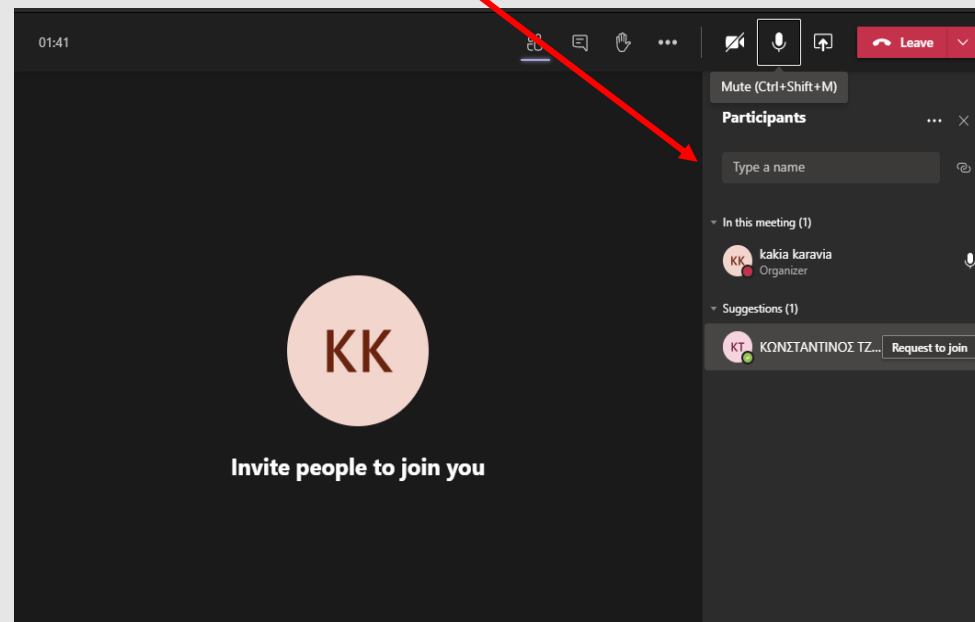 01:41
Leave
Mute (Ctrl+Shift+M)
Participants
Type a name
In this meeting (1)
KK
kakia karavia
Organizer
Suggestions (1)
KT
ΚΩΝΣΤΑΝΤΙΝΟΣ ΤΖ...
Request to join
KK
Invite people to join you